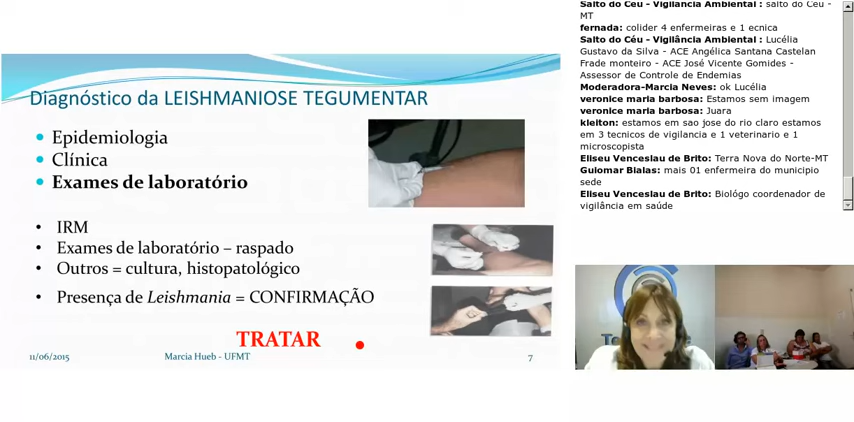 Diagnóstico da LEISHMANIOSE TEGUMENTAR
• Epidemiologia
• Clínica
• Exames de laboratório
• IRM
• Exames de laboratório – raspado
• Outros = cultura, histopatológico
• Presença de Leishmania = CONFIRMAÇÃO
TRATAR
11/06/2015
Marcia Hueb - UFMT
7
Salto do Céu - Vigilância Ambiental : salto do Céu -
MT
fernada: colider 4 enfermeiras e 1 ecnica
Salto do Céu - Vigilância Ambiental : Lucélia
Gustavo da Silva - ACE Angélica Santana Castelan
Frade monteiro - ACE José Vicente Gomides -
Assessor de Controle de Endemias
Moderadora-Marcia Neves: ok Lucélia
veronice maria barbosa: Estamos sem imagem
veronice maria barbosa: Juara
kleiton: estamos em sao jose do rio claro estamos
em 3 tecnicos de vigilancia e 1 veterinario e 1
microscopista
Eliseu Venceslau de Brito: Terra Nova do Norte-MT
Guiomar Bialas: mais 01 enfermeira do municipio
sede
Eliseu Venceslau de Brito: Biológo coordenador de
vigilância em saúde